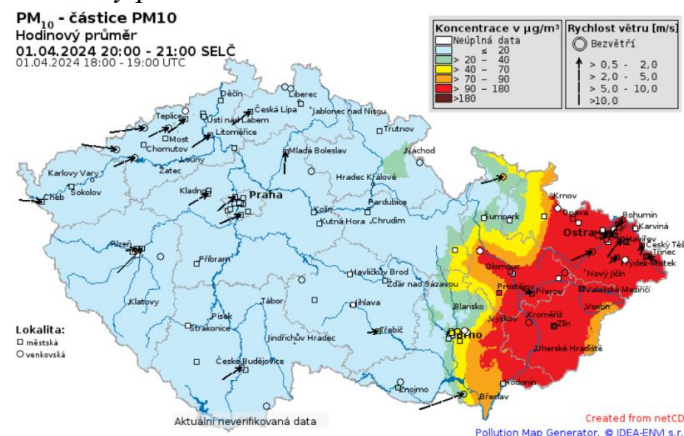 PM10 - částice PM10
Hodinový průměr
01.04.2024 20:00 - 21:00 SELČ
01.04.2024 18:00 - 19:00 UTC
Koncentrace v µg/m³
Neúplná data
≤ 20
> 20 - 40
> 40 - 70
> 70 - 90
> 90 - 180
>180
Rychlost větru [m/s]
Bezvětří
> 0,5 - 2,0
> 2,0 - 5,0
> 5,0 - 10,0
>10,0
Děčín
Liberec
Teplice
Česká Lípa
Jablonec nad Nisou
Ústí nad Labem
Most
Litoměřice
Trutnov
Chomutov
Louny
Mladá Boleslav
Náchod
Žatec
Karlovy Vary
Sokolov
Cheb
Kladno
Praha
Hradec Králové
Pardubice
Kolín
Kutná Hora
Chrudim
Šumperk
Krnov
Opava
Bohumín
Karviná
Ostrava
Havířov
Český Těš
Třinec
Frýdek-Místek
Nový Jičín
Plzeň
Příbram
Olomouc
Havlíčkův Brod
Žďár nad Sázavou
Prostějov
Přerov
Valašské Meziříčí
Klatovy
Tábor
Jihlava
Blansko
Vsetín
Písek
Strakonice
Třebíč
Vyškov
Kroměříž
Zlín
Jindřichův Hradec
Brno
Uherské Hradiště
České Budějovice
Znojmo
Hodonín
Břeclav
Lokalita:
městská
venkovská
Aktuální neverifikovaná data
Created from netCD
Pollution Map Generator, © IDEA-ENVI s.r.